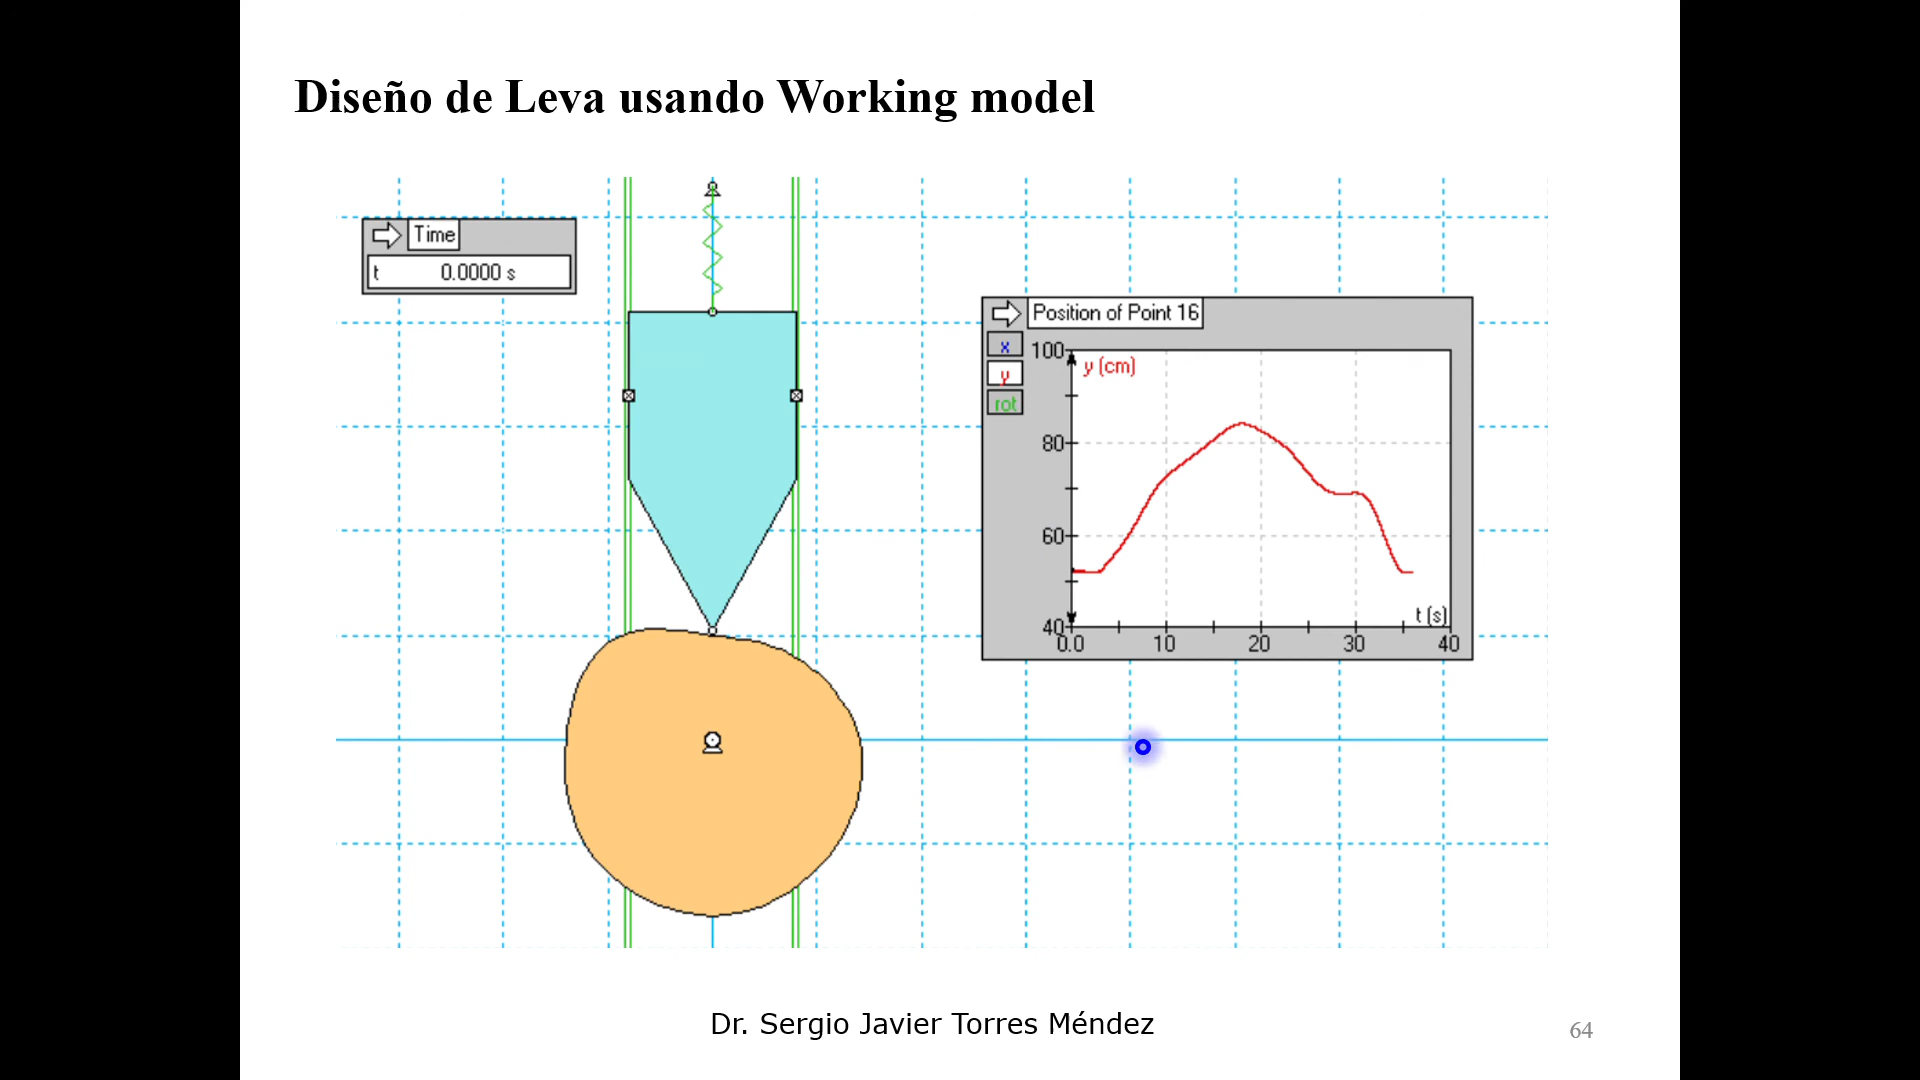 Diseño de Leva usando Working model
Time
t 0.0000 s
Position of Point 16
x
y
rot
y (cm)
100
80
60
40
t (s)
0.0 10 20 30 40
Dr. Sergio Javier Torres Méndez
64